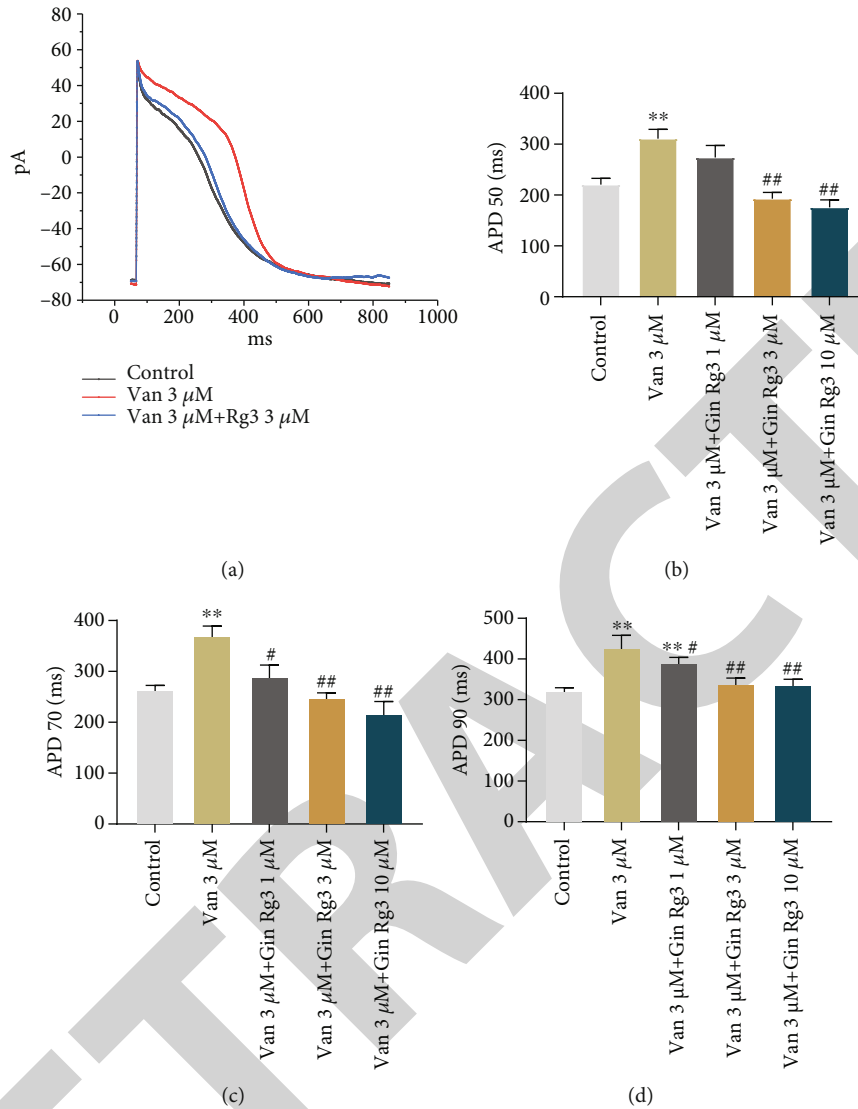 80
60
40
20
0
−20
−40
−60
−80
pA
0
200
400
600
800
1000
ms
Control
Van 3 μM
Van 3 μM+Rg3 3 μM
(a)
400
300
200
100
0
APD 50 (ms)
**
##
##
Control
Van 3 μM
Van 3 μM+Gin Rg3 1 μM
Van 3 μM+Gin Rg3 3 μM
Van 3 μM+Gin Rg3 10 μM
(b)
400
300
200
100
0
APD 70 (ms)
**
#
##
##
Control
Van 3 μM
Van 3 μM+Gin Rg3 1 μM
Van 3 μM+Gin Rg3 3 μM
Van 3 μM+Gin Rg3 10 μM
(c)
500
400
300
200
100
0
APD 90 (ms)
**
** #
##
##
Control
Van 3 μM
Van 3 μM+Gin Rg3 1 μM
Van 3 μM+Gin Rg3 3 μM
Van 3 μM+Gin Rg3 10 μM
(d)
TRACT